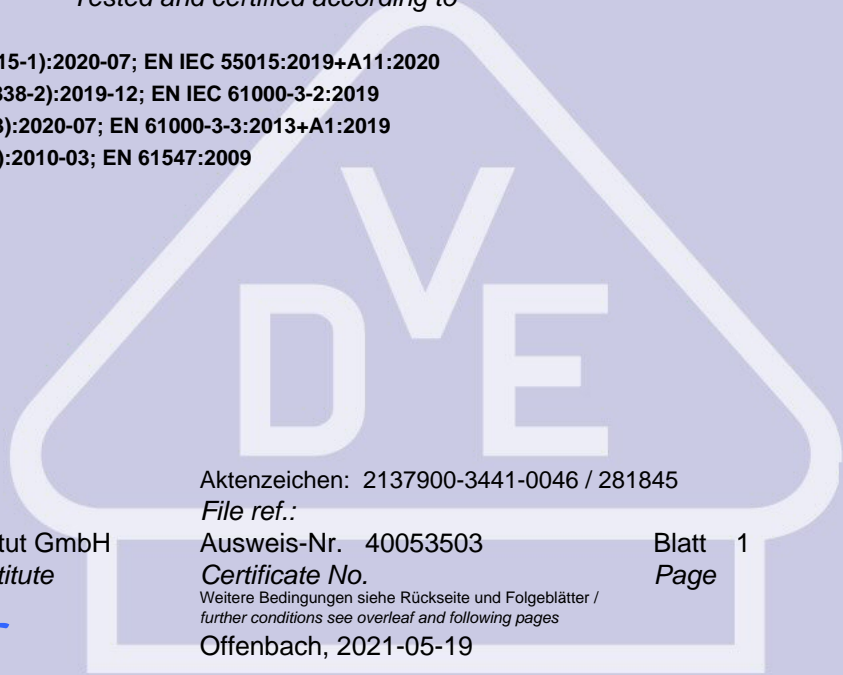 Tested and certified according to
15-1):2020-07; EN IEC 55015:2019+A11:2020
838-2):2019-12; EN IEC 61000-3-2:2019
):2020-07; EN 61000-3-3:2013+A1:2019
):2010-03; EN 61547:2009
VDE
Aktenzeichen: 2137900-3441-0046 / 281845
File ref.:
tut GmbH Ausweis-Nr. 40053503 Blatt 1
titute Certificate No. Page
Weitere Bedingungen siehe Rückseite und Folgeblätter /
further conditions see overleaf and following pages
Offenbach, 2021-05-19